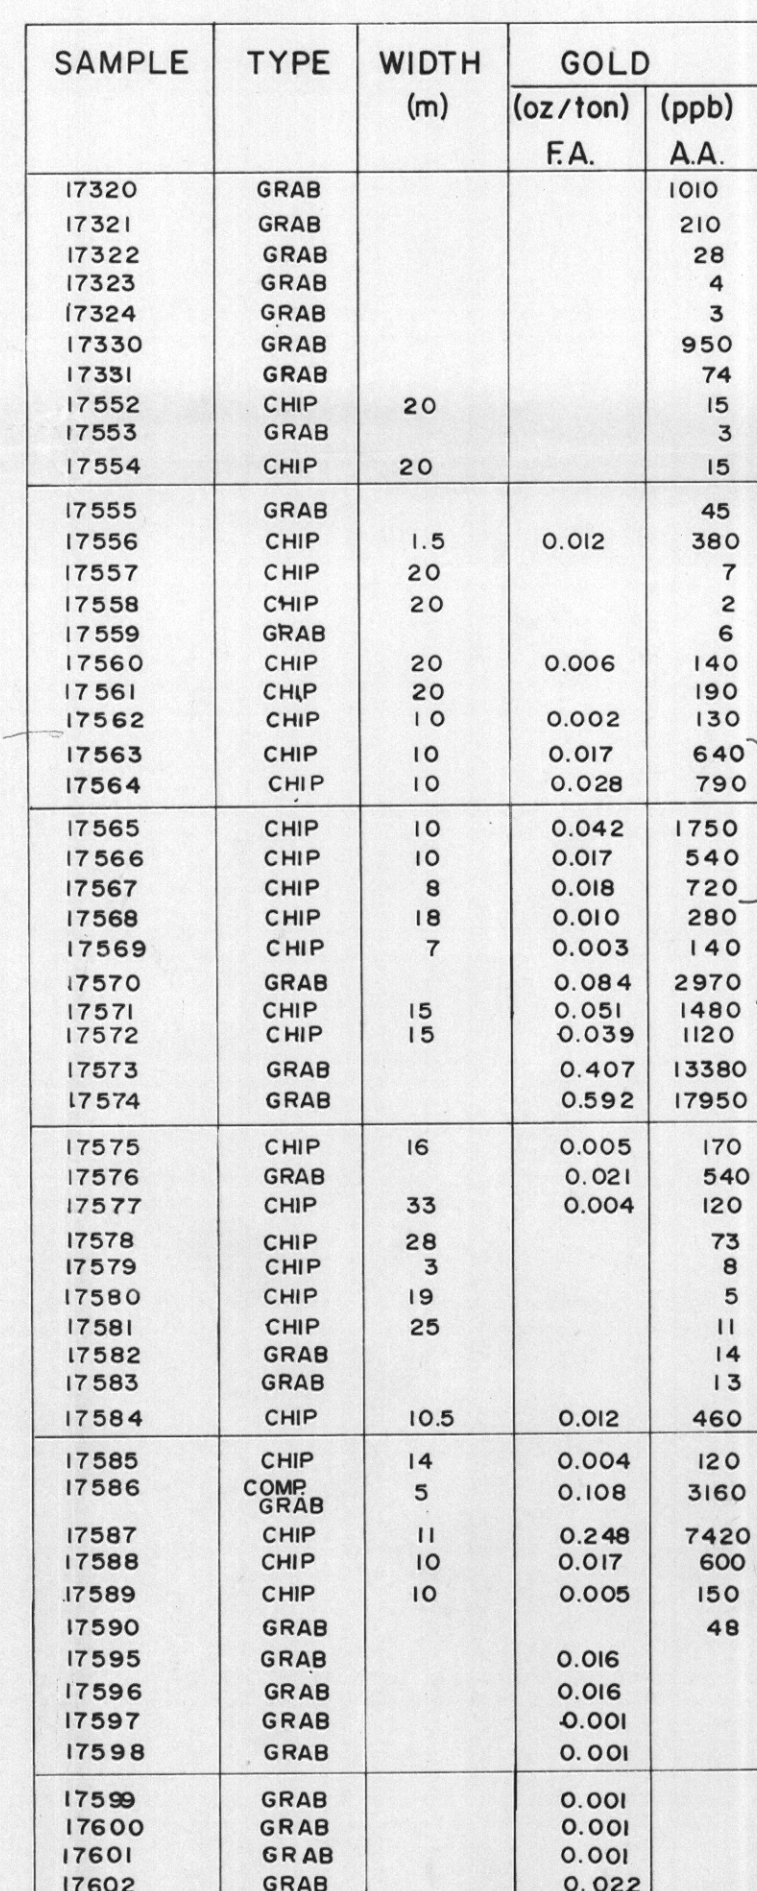 SAMPLE TYPE WIDTH GOLD
(m) (oz/ton) (ppb)
F.A. A.A.
17320 GRAB 1010
17321 GRAB 210
17322 GRAB 28
17323 GRAB 4
17324 GRAB 3
17330 GRAB 950
17331 GRAB 74
17552 CHIP 20 15
17553 GRAB 3
17554 CHIP 20 15
17555 GRAB 45
17556 CHIP 1.5 0.012 380
17557 CHIP 20 7
17558 CHIP 20 2
17559 GRAB 6
17560 CHIP 20 0.006 140
17561 CHIP 20 190
17562 CHIP 10 0.002 130
17563 CHIP 10 0.017 640
17564 CHIP 10 0.028 790
17565 CHIP 10 0.042 1750
17566 CHIP 10 0.017 540
17567 CHIP 8 0.018 720
17568 CHIP 18 0.010 280
17569 CHIP 7 0.003 140
17570 GRAB 0.084 2970
17571 CHIP 15 0.051 1480
17572 CHIP 15 0.039 1120
17573 GRAB 0.407 13380
17574 GRAB 0.592 17950
17575 CHIP 16 0.005 170
17576 GRAB 0.021 540
17577 CHIP 33 0.004 120
17578 CHIP 28 73
17579 CHIP 3 8
17580 CHIP 19 5
17581 CHIP 25 11
17582 GRAB 14
17583 GRAB 13
17584 CHIP 10.5 0.012 460
17585 CHIP 14 0.004 120
17586 COMP. 5 0.108 3160
GRAB
17587 CHIP 11 0.248 7420
17588 CHIP 10 0.017 600
17589 CHIP 10 0.005 150
17590 GRAB 48
17595 GRAB 0.016
17596 GRAB 0.016
17597 GRAB 0.001
17598 GRAB 0.001
17599 GRAB 0.001
17600 GRAB 0.001
17601 GRAB 0.001
17602 GRAB 0.022